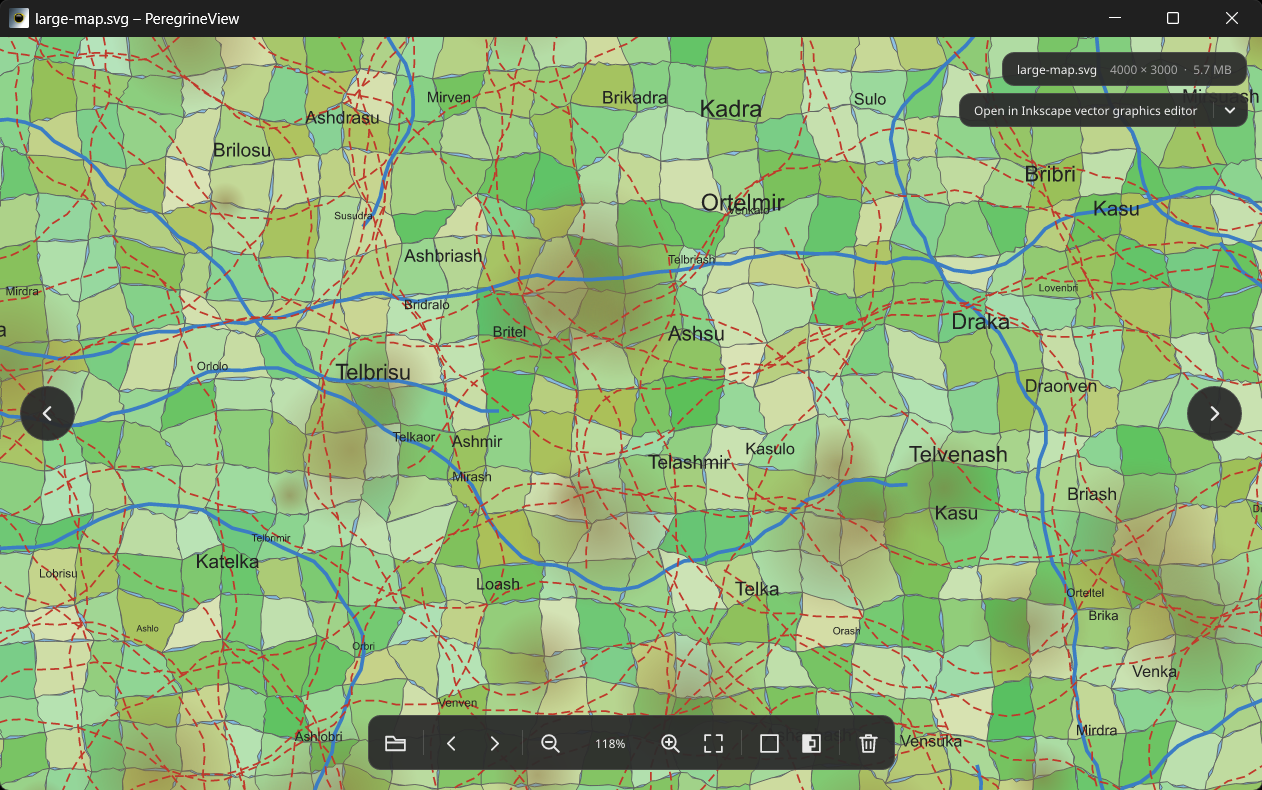 large-map.svg – PeregrineView
large-map.svg 4000 × 3000 · 5.7 MB
Open in Inkscape vector graphics editor
Mirven
Brikadra
Kadra
Sulo
Ashdrasu
Brilosu
Bribri
Ortelmir
Venkalo
Kasu
Susudra
Ashbriash
Telbriash
Mirdra
Lovenbri
Bridralo
Britel
Ashsu
Draka
a
Orlolo
Telbrisu
Draorven
Telkaor
Ashmir
Kasulo
Telashmir
Telvenash
Mirash
Briash
Kasu
Telbrimir
Katelka
Lobrisu
Loash
Telka
Orteltel
Brika
Ashlo
Orash
Orbri
Venka
Venven
Mirdra
Ashlobri
Vensuka
118%